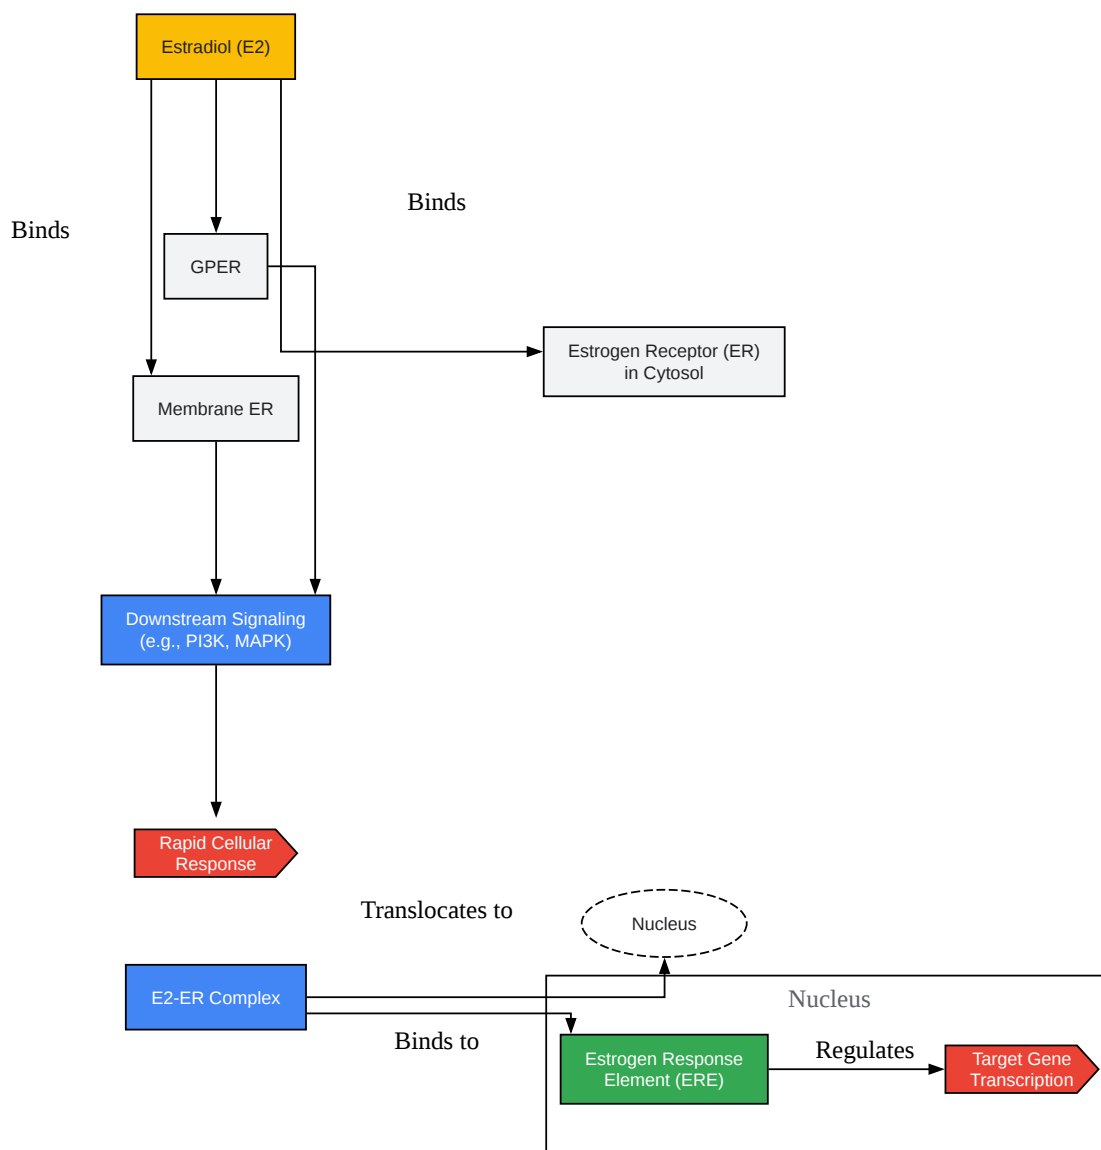 Estradiol (E2)
Binds
Binds
GPER
Estrogen Receptor (ER)
in Cytosol
Membrane ER
Downstream Signaling
(e.g., PI3K, MAPK)
Rapid Cellular
Response
Translocates to
Nucleus
E2-ER Complex
Nucleus
Binds to
Estrogen Response
Element (ERE)
Regulates
Target Gene
Transcription